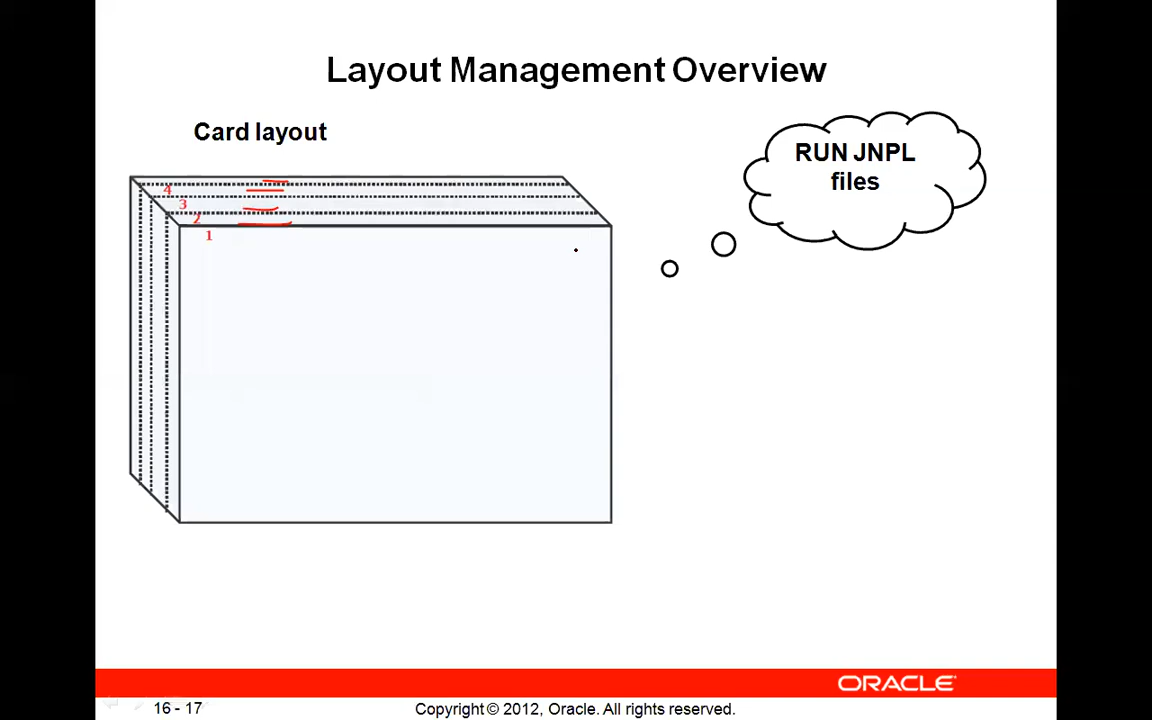 Layout Management Overview
Card layout
RUN JNPL
files
4
3
2
1
ORACLE
16 - 17
Copyright © 2012, Oracle. All rights reserved.